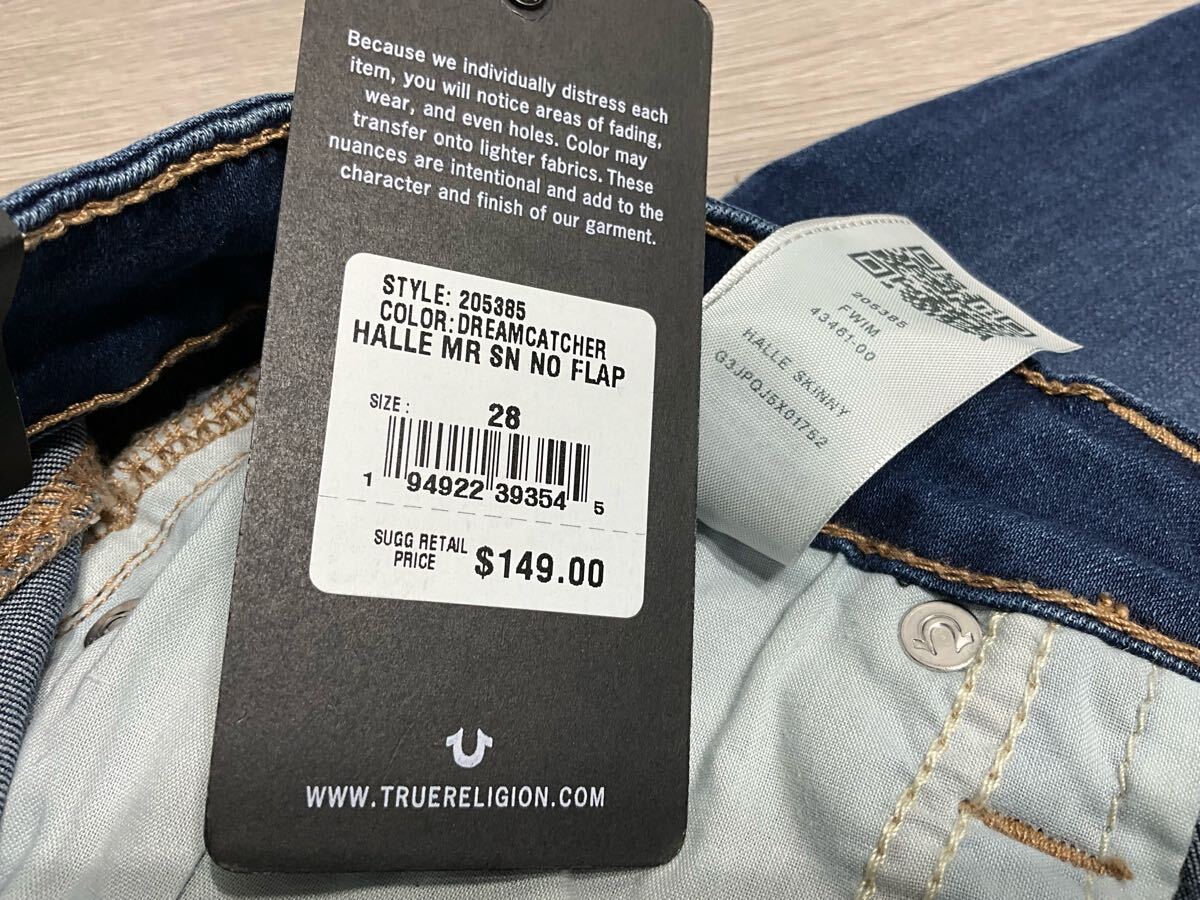 Because we individually distress each
item, you will notice areas of fading,
wear, and even holes. Color may
transfer onto lighter fabrics. These
nuances are intentional and add to the
character and finish of our garment.
STYLE: 205385
COLOR:DREAMCATCHER
HALLE MR SN NO FLAP
SIZE: 28
1 94922 39354 5
SUGG RETAIL
PRICE $149.00
WWW.TRUERELIGION.COM
205385
FWIM
43461.00
HALLE SKINNY
G3JPQJ5X01752